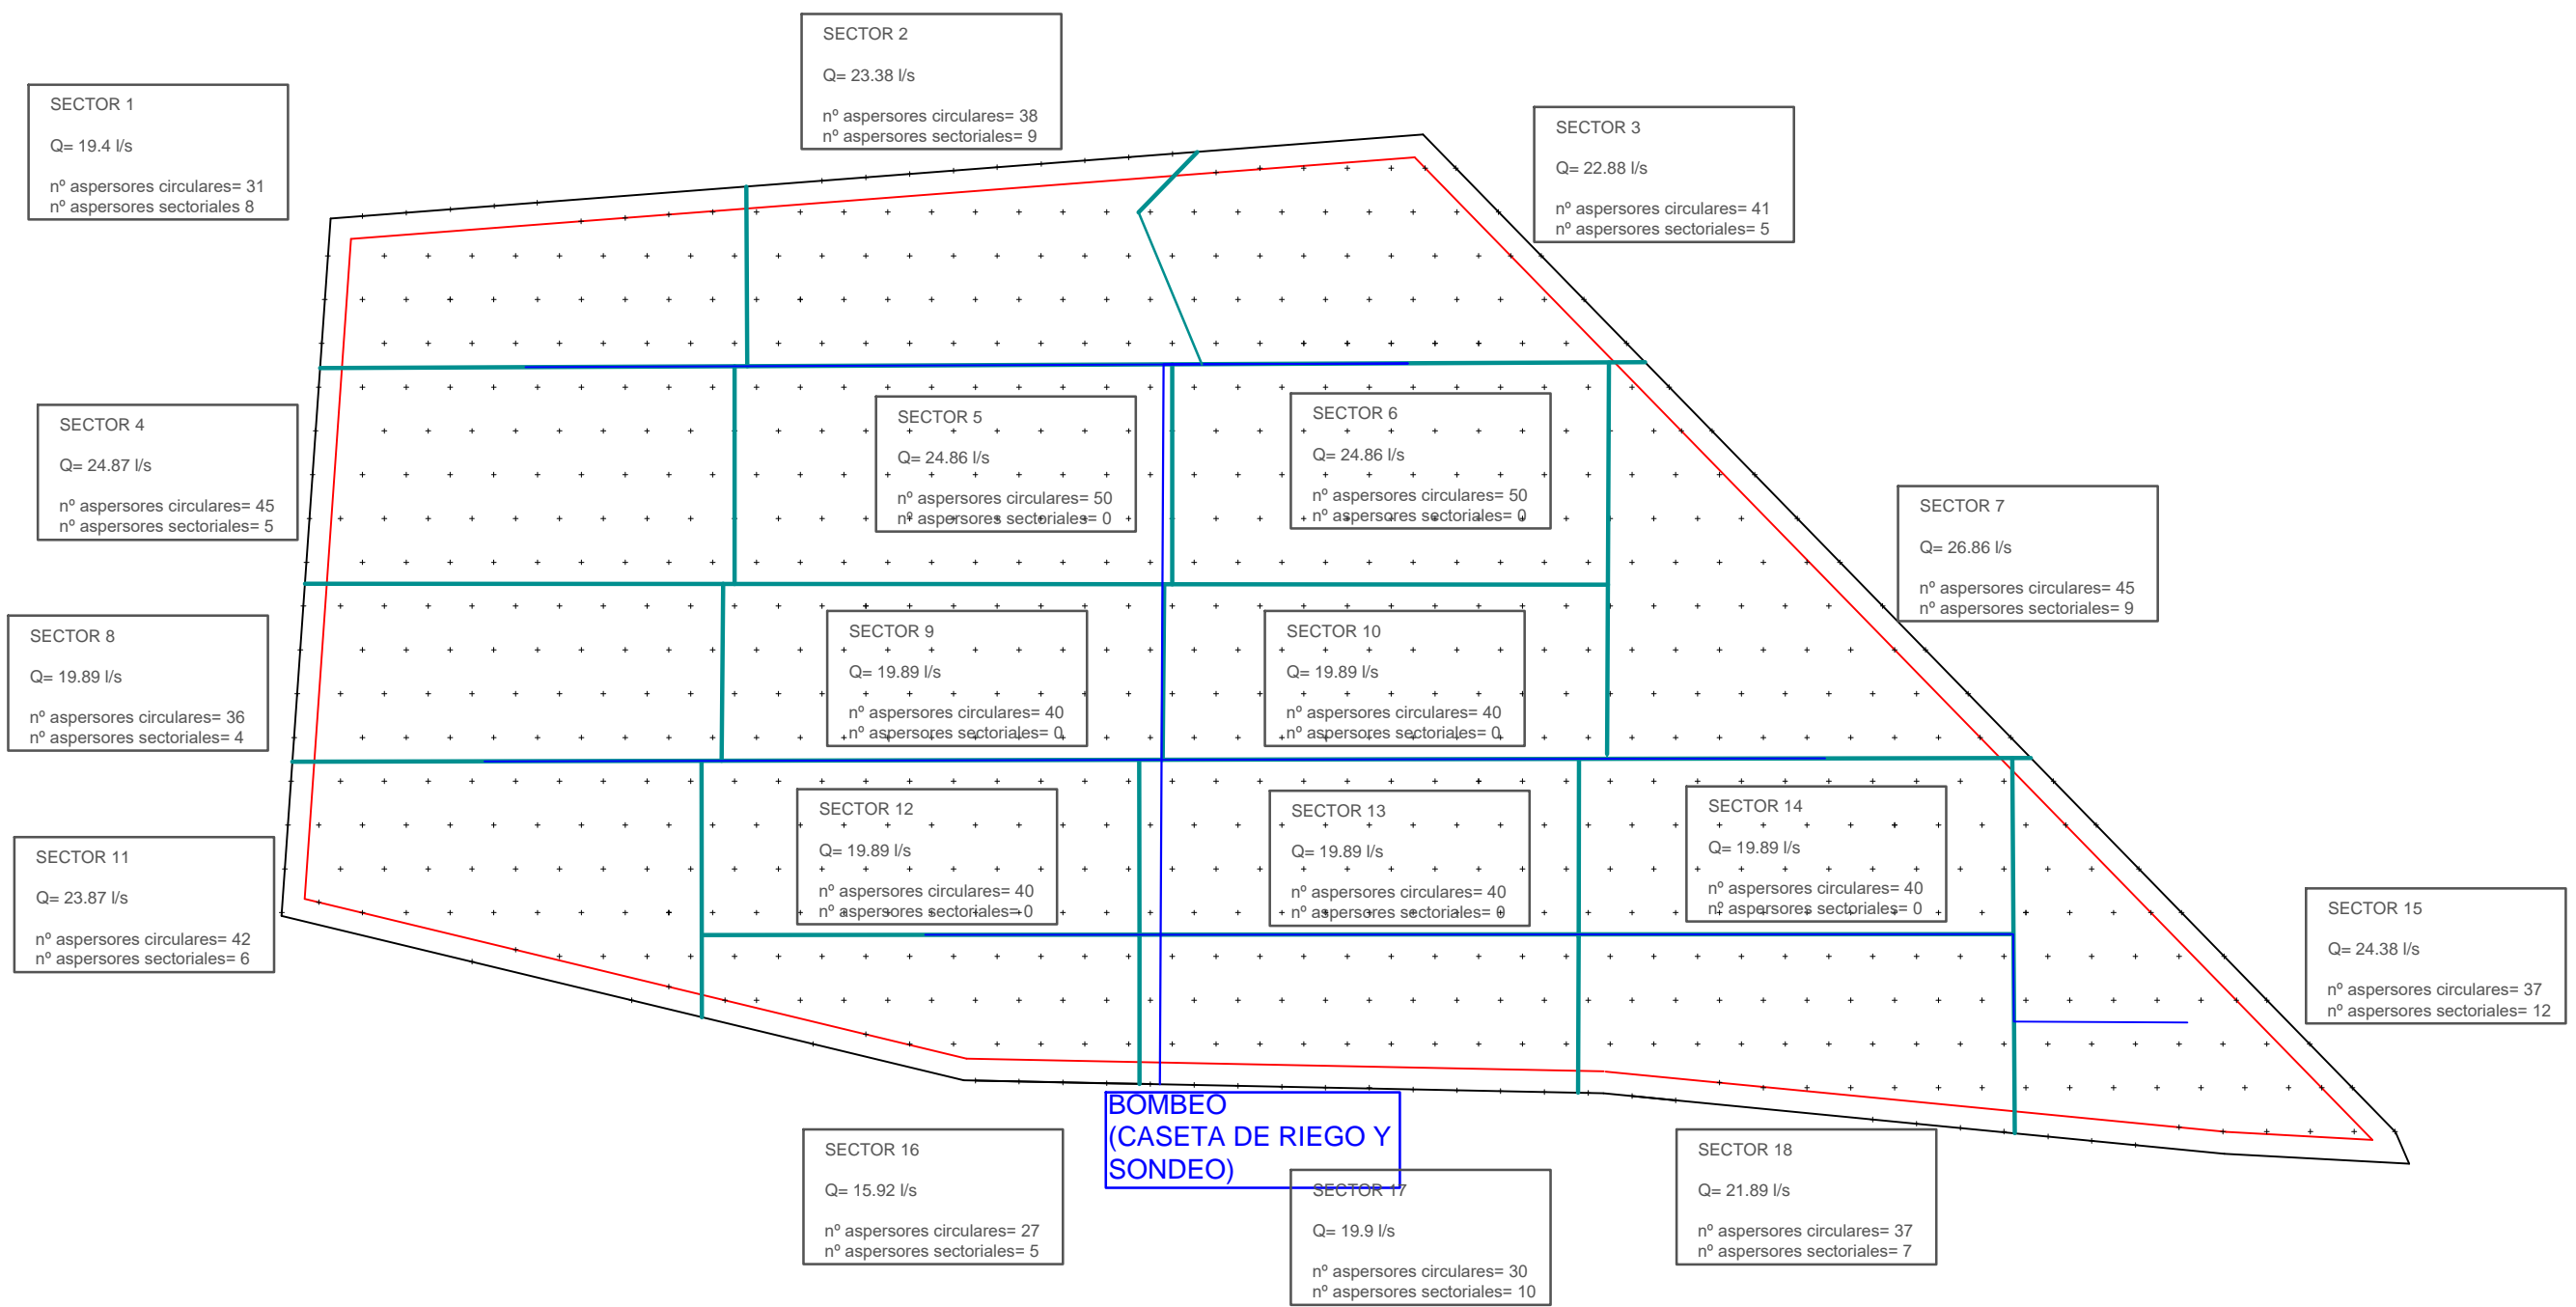 SECTOR 2
Q= 23.38 l/s
nº aspersores circulares= 38
nº aspersores sectoriales= 9
SECTOR 1
Q= 19.4 l/s
nº aspersores circulares= 31
nº aspersores sectoriales 8
SECTOR 3
Q= 22.88 l/s
nº aspersores circulares= 41
nº aspersores sectoriales= 5
SECTOR 4
Q= 24.87 l/s
nº aspersores circulares= 45
nº aspersores sectoriales= 5
SECTOR 5
Q= 24.86 l/s
nº aspersores circulares= 50
nº aspersores sectoriales= 0
SECTOR 6
Q= 24.86 l/s
nº aspersores circulares= 50
nº aspersores sectoriales= 0
SECTOR 7
Q= 26.86 l/s
nº aspersores circulares= 45
nº aspersores sectoriales= 9
SECTOR 8
Q= 19.89 l/s
nº aspersores circulares= 36
nº aspersores sectoriales= 4
SECTOR 9
Q= 19.89 l/s
nº aspersores circulares= 40
nº aspersores sectoriales= 0
SECTOR 10
Q= 19.89 l/s
nº aspersores circulares= 40
nº aspersores sectoriales= 0
SECTOR 11
Q= 23.87 l/s
nº aspersores circulares= 42
nº aspersores sectoriales= 6
SECTOR 12
Q= 19.89 l/s
nº aspersores circulares= 40
nº aspersores sectoriales= 0
SECTOR 13
Q= 19.89 l/s
nº aspersores circulares= 40
nº aspersores sectoriales= 0
SECTOR 14
Q= 19.89 l/s
nº aspersores circulares= 40
nº aspersores sectoriales= 0
SECTOR 15
Q= 24.38 l/s
nº aspersores circulares= 37
nº aspersores sectoriales= 12
BOMBEO
(CASETA DE RIEGO Y
SONDEO)
SECTOR 16
Q= 15.92 l/s
nº aspersores circulares= 27
nº aspersores sectoriales= 5
SECTOR 17
Q= 19.9 l/s
nº aspersores circulares= 30
nº aspersores sectoriales= 10
SECTOR 18
Q= 21.89 l/s
nº aspersores circulares= 37
nº aspersores sectoriales= 7